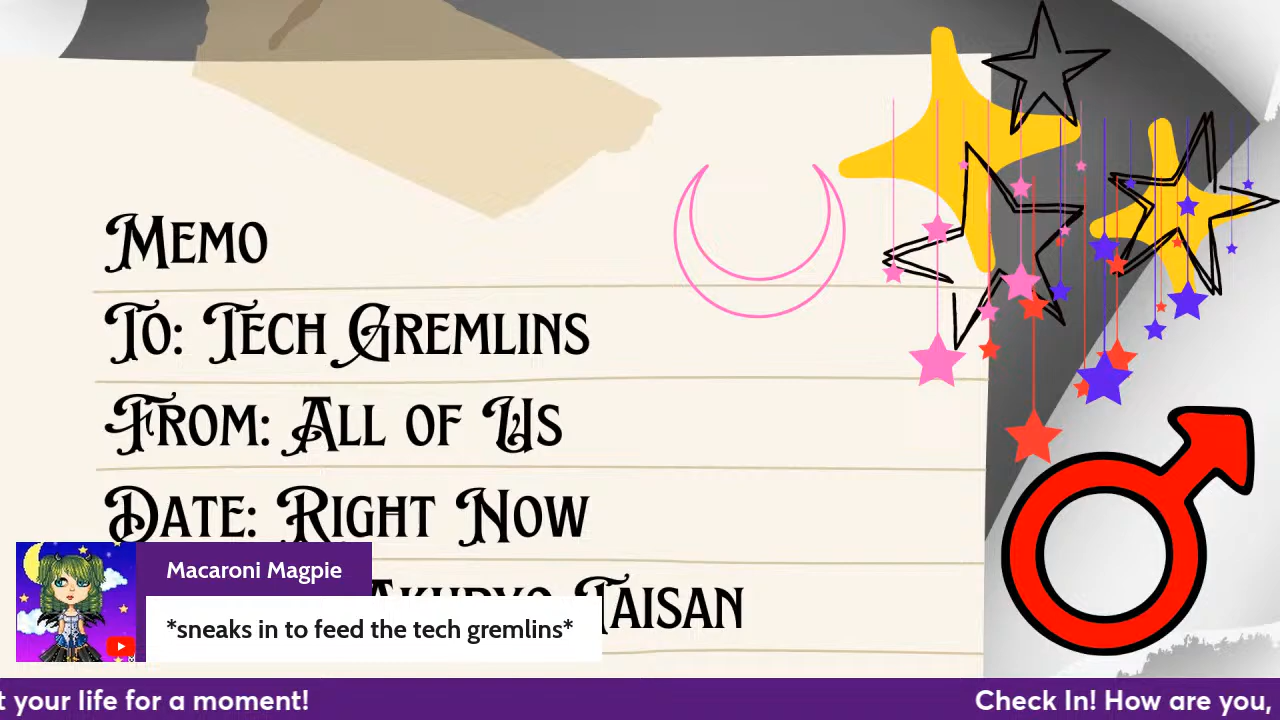 Memo
To: Tech Gremlins
From: All of Us
Date: Right Now
Taisan
Macaroni Magpie
*sneaks in to feed the tech gremlins*
t your life for a moment!
Check In! How are you,